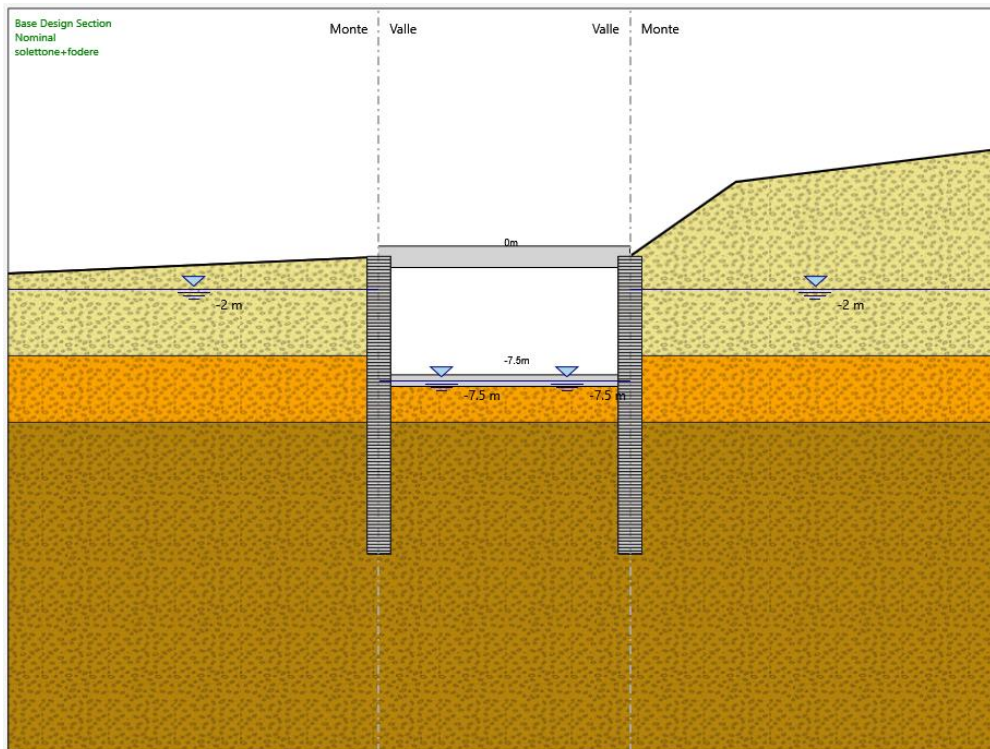 Base Design Section
Nominal
solettone+fodere
Monte Valle Valle Monte
0m
-2 m -2 m
-7.5m
-7.5 m -7.5 m